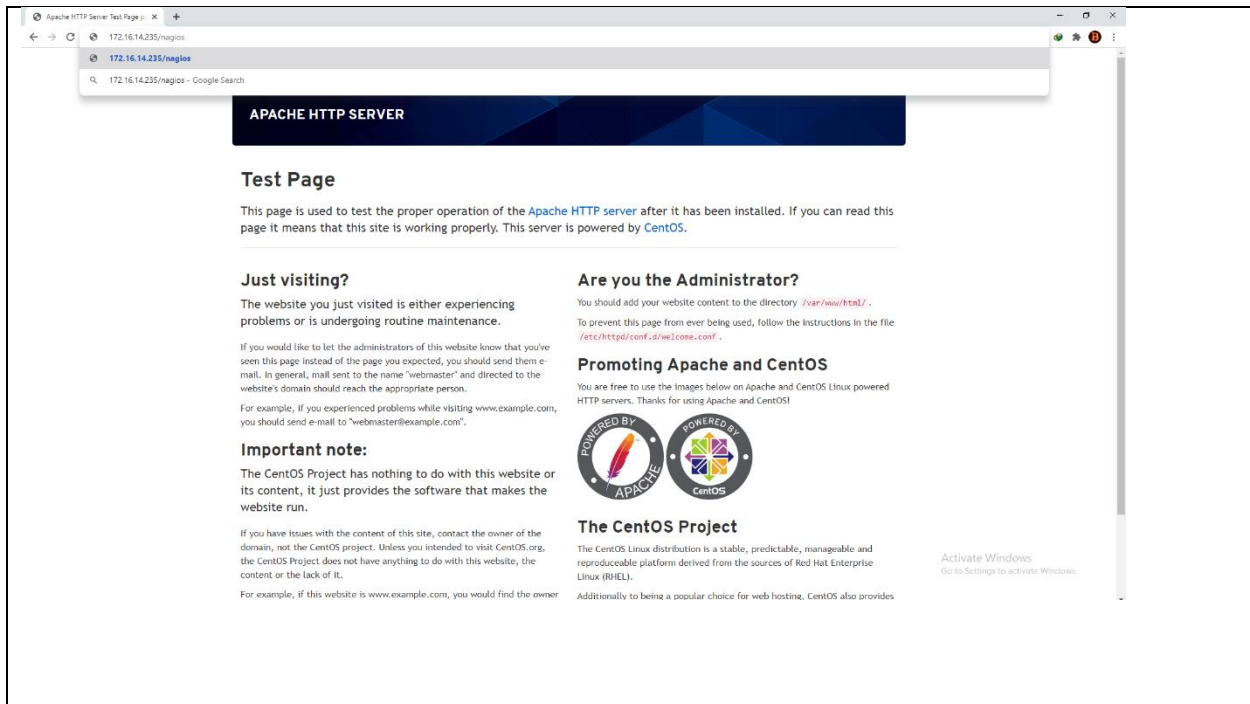 Apache HTTP Server Test Page p
172.16.14.235/nagios
172.16.14.235/nagios
172.16.14.235/nagios - Google Search
APACHE HTTP SERVER
Test Page
This page is used to test the proper operation of the Apache HTTP server after it has been installed. If you can read this
page it means that this site is working properly. This server is powered by CentOS.
Just visiting?
The website you just visited is either experiencing
problems or is undergoing routine maintenance.
If you would like to let the administrators of this website know that you've
seen this page instead of the page you expected, you should send them e-
mail. In general, mail sent to the name "webmaster" and directed to the
website's domain should reach the appropriate person.
For example, if you experienced problems while visiting www.example.com,
you should send e-mail to "webmaster@example.com".
Important note:
The CentOS Project has nothing to do with this website or
its content, it just provides the software that makes the
website run.
If you have issues with the content of this site, contact the owner of the
domain, not the CentOS project. Unless you intended to visit CentOS.org,
the CentOS Project does not have anything to do with this website, the
content or the lack of it.
For example, if this website is www.example.com, you would find the owner
Are you the Administrator?
You should add your website content to the directory /var/www/html/ .
To prevent this page from ever being used, follow the instructions in the file
/etc/httpd/conf.d/welcome.conf .
Promoting Apache and CentOS
You are free to use the images below on Apache and CentOS Linux powered
HTTP servers. Thanks for using Apache and CentOS!
POWERED BY
APACHE
POWERED BY
CentOS
The CentOS Project
The CentOS Linux distribution is a stable, predictable, manageable and
reproduceable platform derived from the sources of Red Hat Enterprise
Linux (RHEL).
Additionally to being a popular choice for web hosting, CentOS also provides
Activate Windows
Go to Settings to activate Windows.